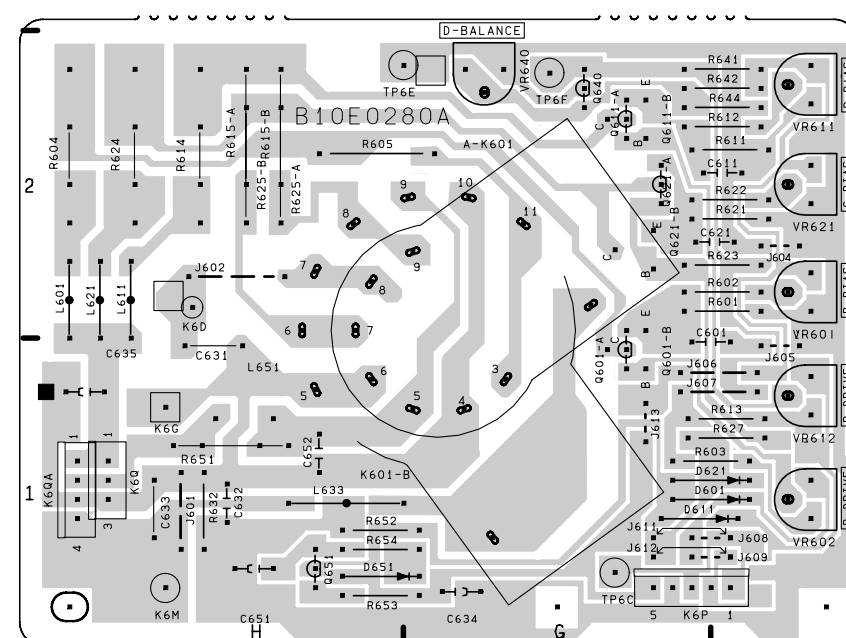 D-BALANCE
VR640
TP6E
TP6F
Q640
Q611-A
E
C
B
Q611-B
R641
R642
R644
R612
R611
VR611
B10E0280A
R604
R624
R614
R615-A
R615-B
R625-B
R625-A
R605
A-K601
2
9
10
8
11
9
7
8
6
7
6
5
5
4
3
C611
Q621-A
R622
R621
VR621
E
Q621-B
C621
C
B
R623
J604
J602
L601
L621
L611
K6D
R602
R601
VR601
C635
C631
L651
Q601-A
C
E
Q601-B
B
C601
J605
J606
J607
R613
R627
VR612
J613
K6G
R651
C652
K601-B
R603
D621
D601
D611
VR602
1
K6QA
1
4
K6Q
1
3
C633
J601
R632
C632
L633
R652
R654
D651
R653
Q651
J611
J612
J608
J609
K6M
C651
C634
TP6C
5
K6P
1
H
G